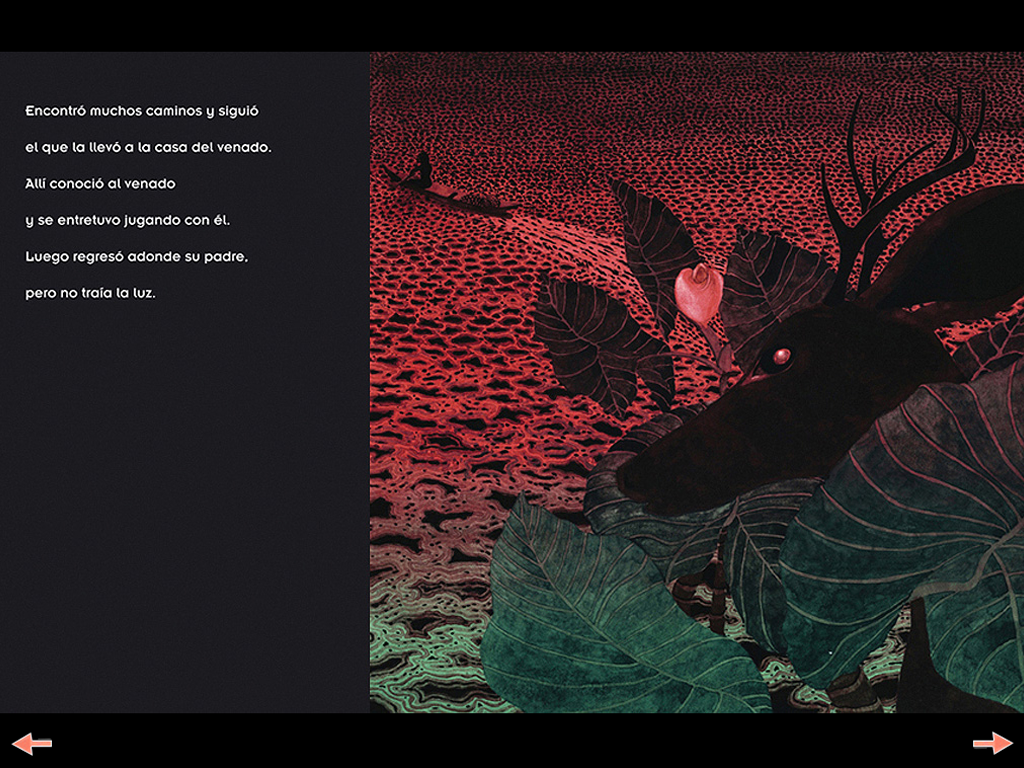 Encontró muchos caminos y siguió
el que la llevó a la casa del venado.
Allí conoció al venado
y se entretuvo jugando con él.
Luego regresó adonde su padre,
pero no traía la luz.